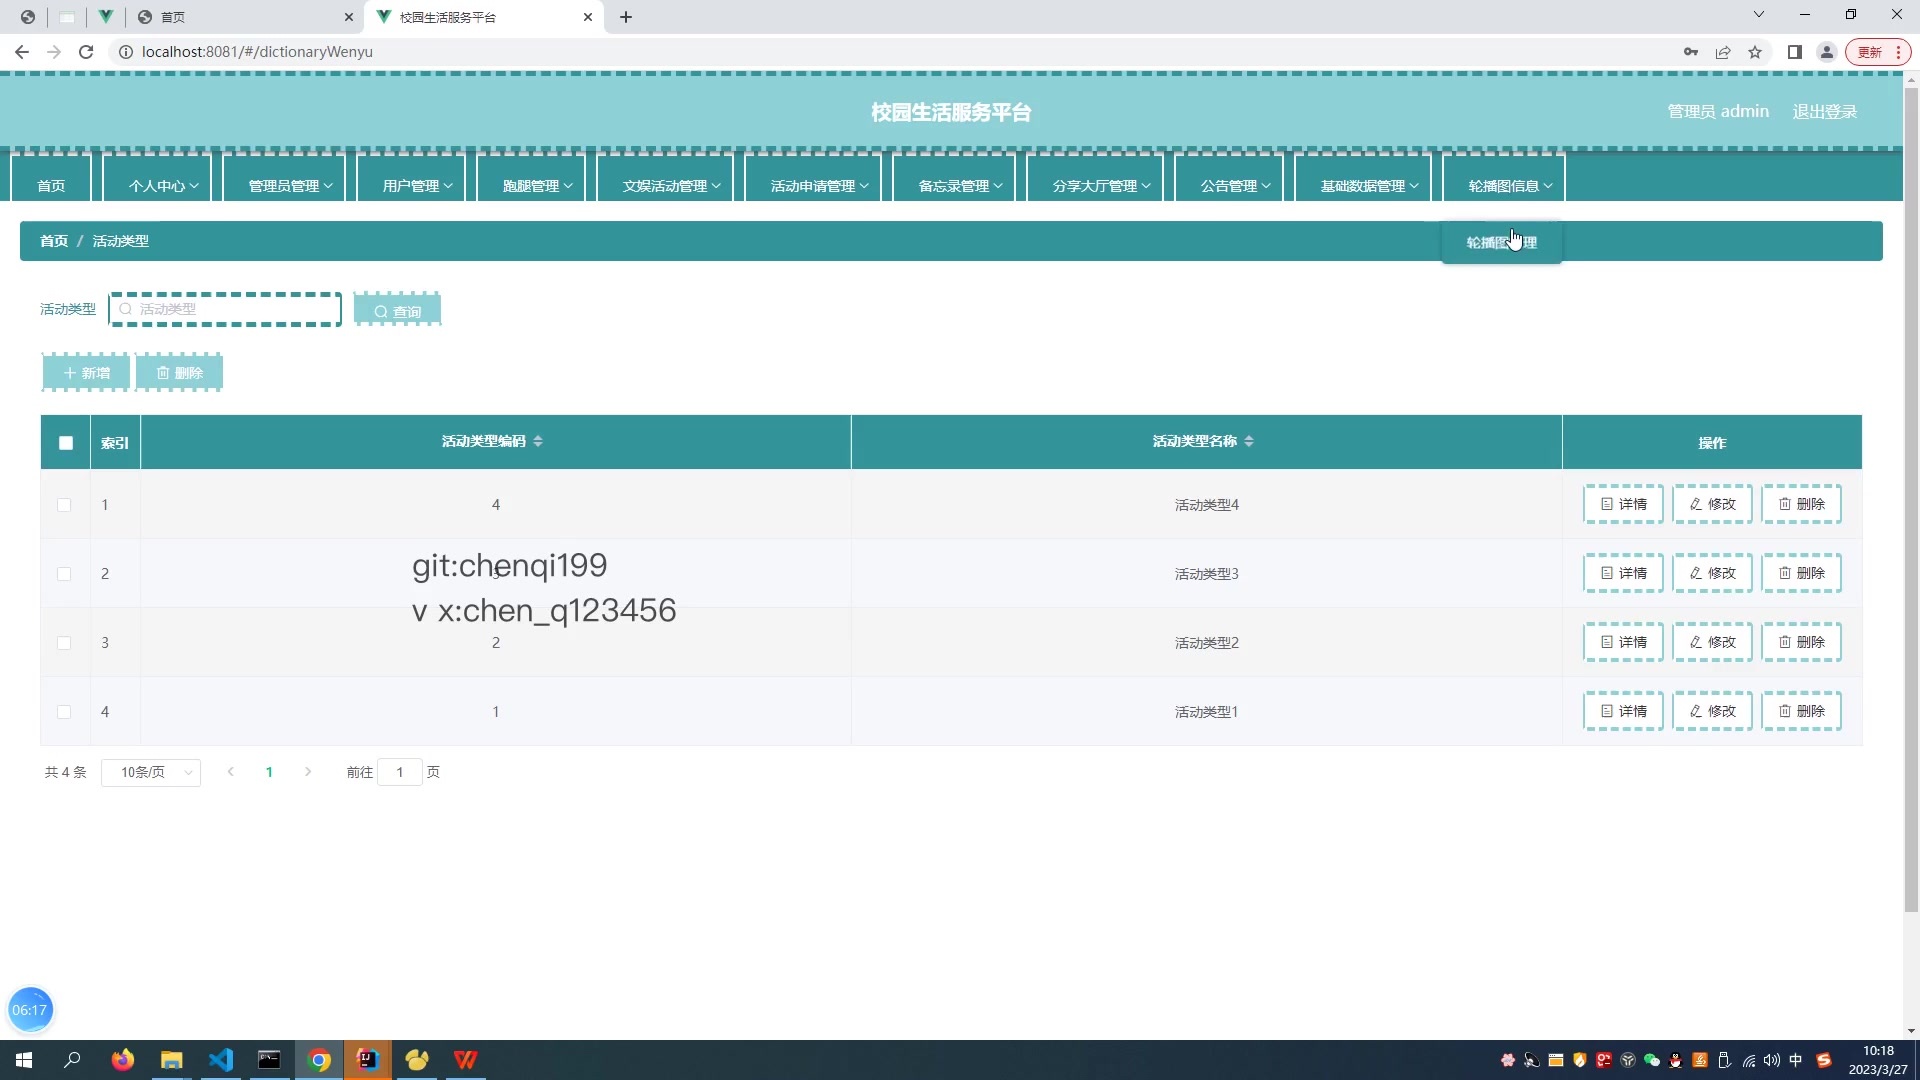 首页
校园生活服务平台
localhost:8081/#/dictionaryWenyu
更新
校园生活服务平台
管理员 admin
退出登录
首页
个人中心
管理员管理
用户管理
跑腿管理
文娱活动管理
活动申请管理
备忘录管理
分享大厅管理
公告管理
基础数据管理
轮播图信息
首页 / 活动类型
轮播图管理
活动类型
活动类型
查询
新增
删除
索引
活动类型编码
活动类型名称
操作
1
4
活动类型4
详情
修改
删除
2
3
活动类型3
详情
修改
删除
git:chenqi199
v x:chen_q123456
3
2
活动类型2
详情
修改
删除
4
1
活动类型1
详情
修改
删除
共 4 条
10条/页
1
前往 1 页
06:17
中
10:18
2023/3/27